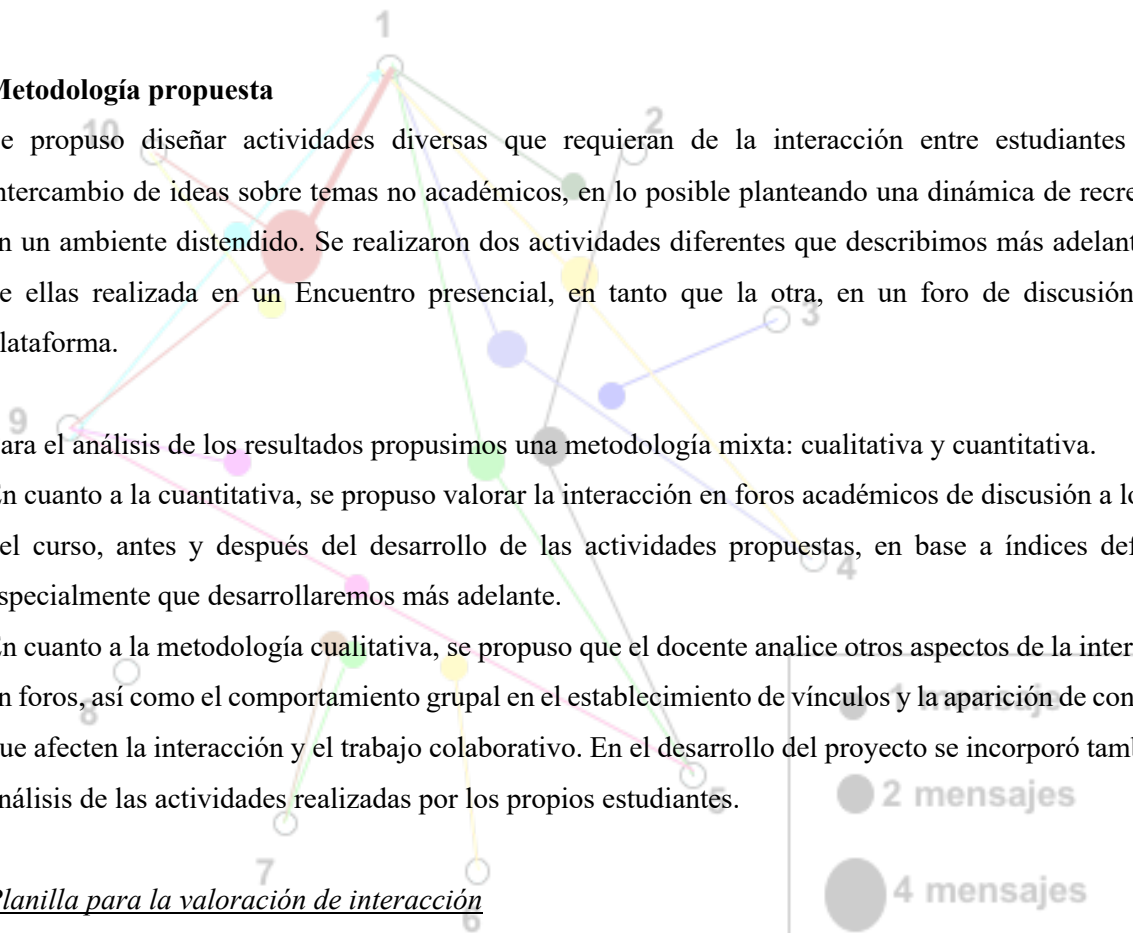 1
Metodología propuesta
2
10
e propuso diseñar actividades diversas que requieran de la interacción entre estudiantes
ntercambio de ideas sobre temas no académicos, en lo posible planteando una dinámica de recre
n un ambiente distendido. Se realizaron dos actividades diferentes que describimos más adelant
e ellas realizada en un Encuentro presencial, en tanto que la otra, en un foro de discusión
3
lataforma.
9
ara el análisis de los resultados propusimos una metodología mixta: cualitativa y cuantitativa.
En cuanto a la cuantitativa, se propuso valorar la interacción en foros académicos de discusión a lo
el curso, antes y después del desarrollo de las actividades propuestas, en base a índices def
4
specialmente que desarrollaremos más adelante.
En cuanto a la metodología cualitativa, se propuso que el docente analice otros aspectos de la inter
n foros, así como el comportamiento grupal en el establecimiento de vínculos y la aparición de con
8
1 mensaje
ue afecten la interacción y el trabajo colaborativo. En el desarrollo del proyecto se incorporó tamb
nálisis de las actividades realizadas por los propios estudiantes.
5
2 mensajes
7
4 mensajes
Planilla para la valoración de interacción
6